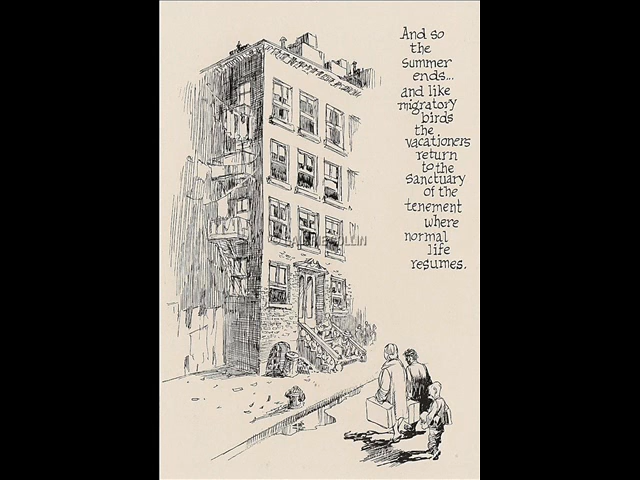 And so
the
summer
ends...
and like
migratory
birds
the
vacationers
return
to the
sanctuary
of the
tenement
where
normal
life
resumes.